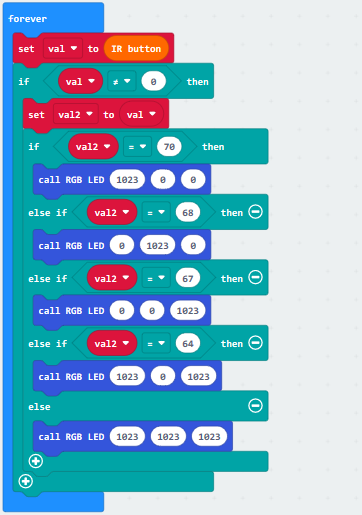 forever
set val to IR button
if val ≠ 0 then
set val2 to val
if val2 = 70 then
call RGB LED 1023 0 0
else if val2 = 68 then
call RGB LED 0 1023 0
else if val2 = 67 then
call RGB LED 0 0 1023
else if val2 = 64 then
call RGB LED 1023 0 1023
else
call RGB LED 1023 1023 1023